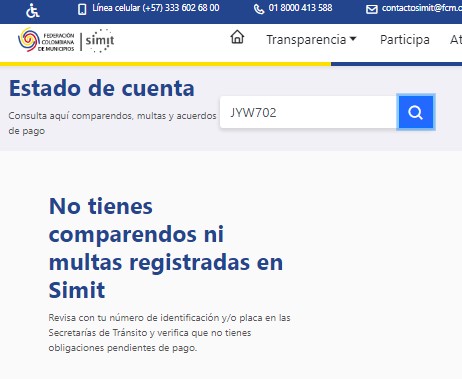 Línea celular (+57) 333 602 68 00
01 8000 413 588
contactosimit@fcm.c
FEDERACIÓN
COLOMBIANA
DE MUNICIPIOS
simit
Transparencia
Participa
At
Estado de cuenta
Consulta aquí comparendos, multas y acuerdos
de pago
JYW702
No tienes
comparendos ni
multas registradas en
Simit
Revisa con tu número de identificación y/o placa en las
Secretarías de Tránsito y verifica que no tienes
obligaciones pendientes de pago.